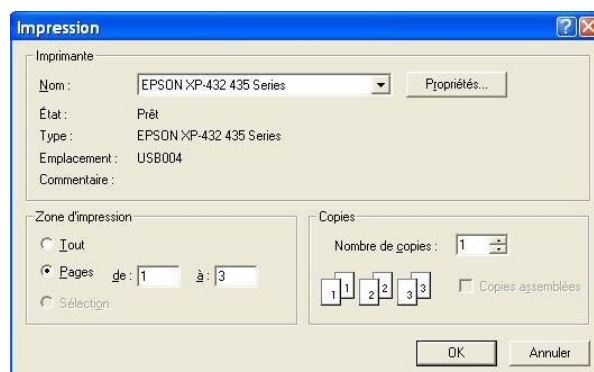 Impression
Imprimante
Nom : EPSON XP-432 435 Series Propriétés...
État : Prêt
Type : EPSON XP-432 435 Series
Emplacement : USB004
Commentaire :
Zone d'impression
Tout
Pages de : 1 à : 3
Sélection
Copies
Nombre de copies : 1
1 1 2 2 3 3
Copies assemblées
OK Annuler